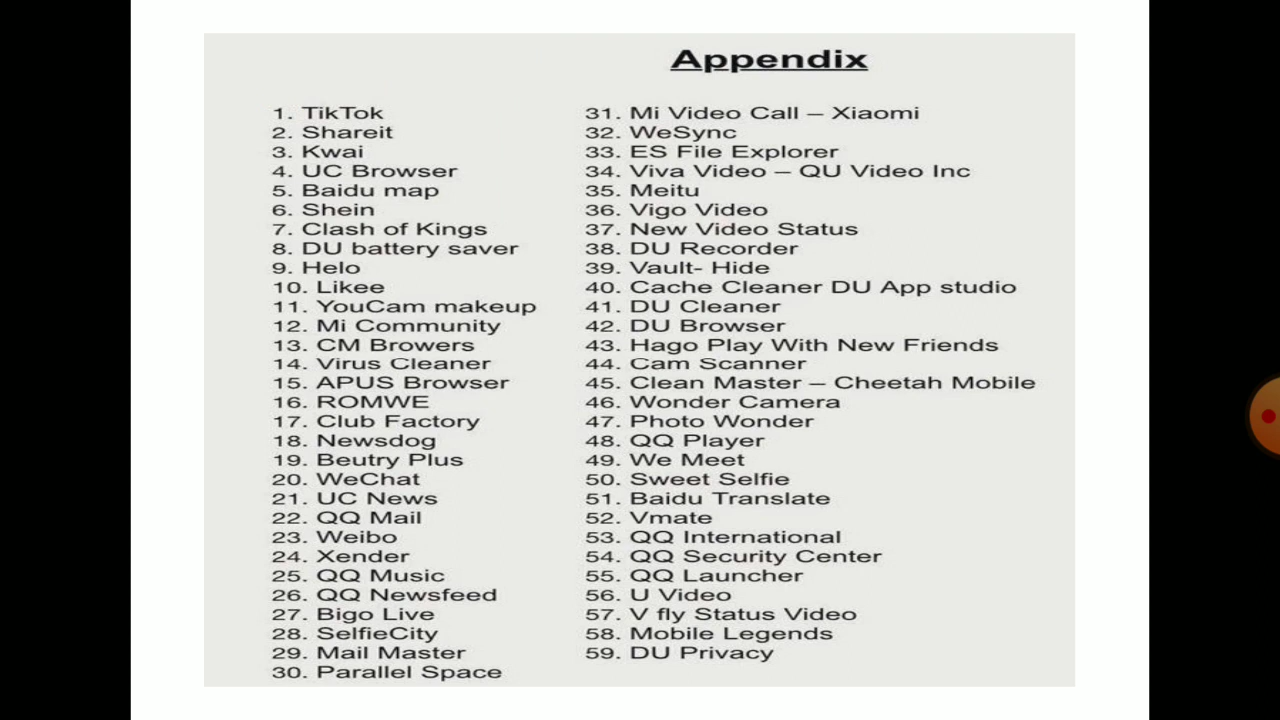 Appendix
1. TikTok
2. Shareit
3. Kwai
4. UC Browser
5. Baidu map
6. Shein
7. Clash of Kings
8. DU battery saver
9. Helo
10. Likee
11. YouCam makeup
12. Mi Community
13. CM Browers
14. Virus Cleaner
15. APUS Browser
16. ROMWE
17. Club Factory
18. Newsdog
19. Beutry Plus
20. WeChat
21. UC News
22. QQ Mail
23. Weibo
24. Xender
25. QQ Music
26. QQ Newsfeed
27. Bigo Live
28. SelfieCity
29. Mail Master
30. Parallel Space
31. Mi Video Call – Xiaomi
32. WeSync
33. ES File Explorer
34. Viva Video – QU Video Inc
35. Meitu
36. Vigo Video
37. New Video Status
38. DU Recorder
39. Vault- Hide
40. Cache Cleaner DU App studio
41. DU Cleaner
42. DU Browser
43. Hago Play With New Friends
44. Cam Scanner
45. Clean Master – Cheetah Mobile
46. Wonder Camera
47. Photo Wonder
48. QQ Player
49. We Meet
50. Sweet Selfie
51. Baidu Translate
52. Vmate
53. QQ International
54. QQ Security Center
55. QQ Launcher
56. U Video
57. V fly Status Video
58. Mobile Legends
59. DU Privacy